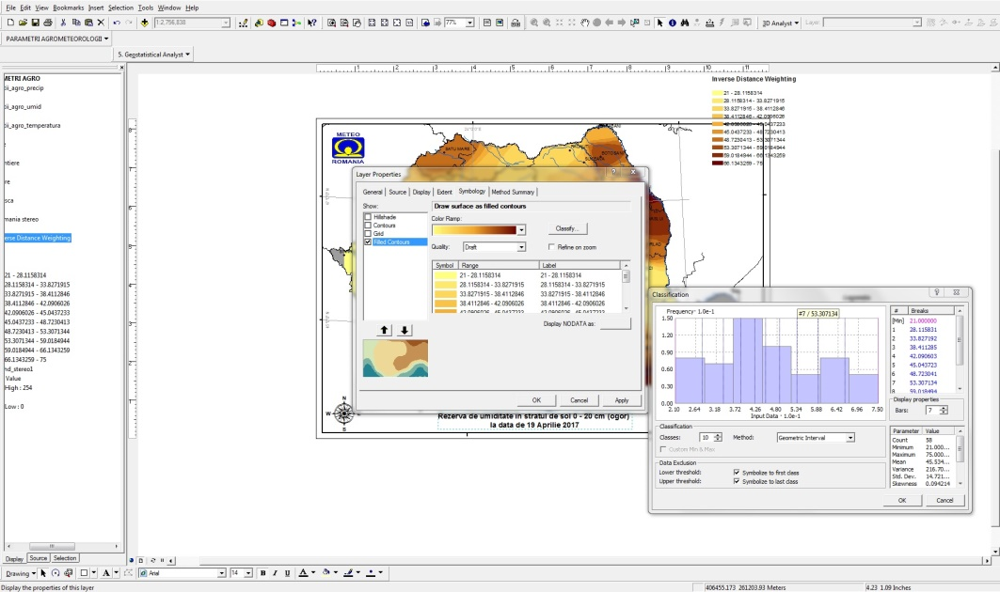 File Edit View Bookmarks Insert Selection Tools Window Help
1:2,756,838
77%
3D Analyst
Layer:
PARAMETRI AGROMETEOROLOGII
5. Geostatistical Analyst
METRI AGRO
ii_agro_precip
ii_agro_umid
ii_agro_temperatura
ntiere
re
sca
mania stereo
erse Distance Weighting
21 - 28.1158314
28.1158314 - 33.8271915
33.8271915 - 38.4112846
38.4112846 - 42.0906026
42.0906026 - 45.0437233
45.0437233 - 48.7230413
48.7230413 - 53.3071344
53.3071344 - 59.0184944
59.0184944 - 66.1343259
66.1343259 - 75
nd_stereo1
Value
High : 254
Low : 0
Display Source Selection
METEO
ROMANIA
SATU MARE
Inverse Distance Weighting
21 - 28.1158314
28.1158314 - 33.8271915
33.8271915 - 38.4112846
38.4112846 - 42.0906026
42.0906026 - 45.0437233
45.0437233 - 48.7230413
48.7230413 - 53.3071344
53.3071344 - 59.0184944
59.0184944 - 66.1343259
66.1343259 - 75
Layer Properties
General Source Display Extent Symbology Method Summary
Show:
Hillshade
Contours
Grid
Filled Contours
Draw surface as filled contours
Color Ramp:
Classify...
Quality: Draft
Refine on zoom
Symbol Range Label
21 - 28.1158314 21 - 28.1158314
28.1158314 - 33.8271915 28.1158314 - 33.8271915
33.8271915 - 38.4112846 33.8271915 - 38.4112846
38.4112846 - 42.0906026 38.4112846 - 42.0906026
Display NODATA as:
OK Cancel Apply
N
W
S
Rezerva de umiditate in stratul de sol 0 - 20 cm (ogor)
la data de 19 Aprilie 2017
Classification
Frequency· 1.0e-1
#7 / 53.307134
1.50
1.20
0.90
0.60
0.30
0.00
2.10 2.64 3.18 3.72 4.26 4.80 5.34 5.88 6.42 6.96 7.50
Input Data · 1.0e-1
# Breaks
[Min] 21.000000
1 28.115831
2 33.827192
3 38.411285
4 42.090603
5 45.043723
6 48.723041
7 53.307134
8 59.018494
Display properties
Bars: 7
Classification
Classes: 10 Method: Geometric Interval
Custom Min & Max
Data Exclusion
Lower threshold: Symbolize to first class
Upper threshold: Symbolize to last class
Parameter Value
Count 58
Minimum 21.000...
Maximum 75.000...
Mean 45.534...
Variance 216.70...
Std. Dev. 14.721...
Skewness 0.094214
OK Cancel
Drawing
A
Arial
14
B I U A
Display the properties of this layer
406455.173 261203.93 Meters
4.23 1.09 Inches